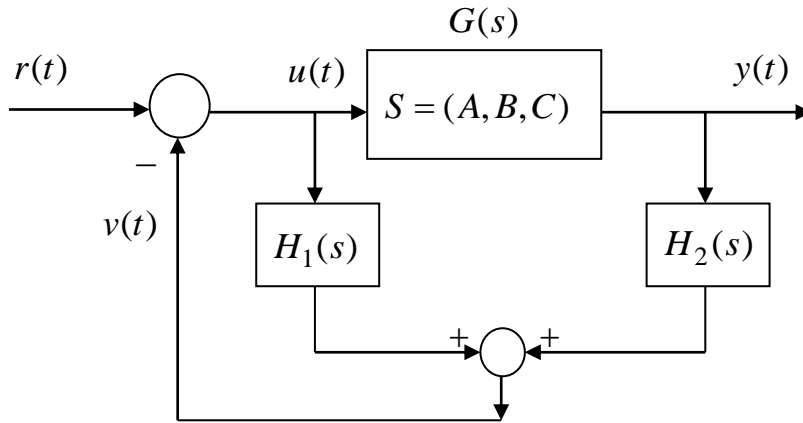 G(s)
r(t)
u(t)
S = (A, B, C)
y(t)
−
v(t)
H₁(s)
H₂(s)
+
+